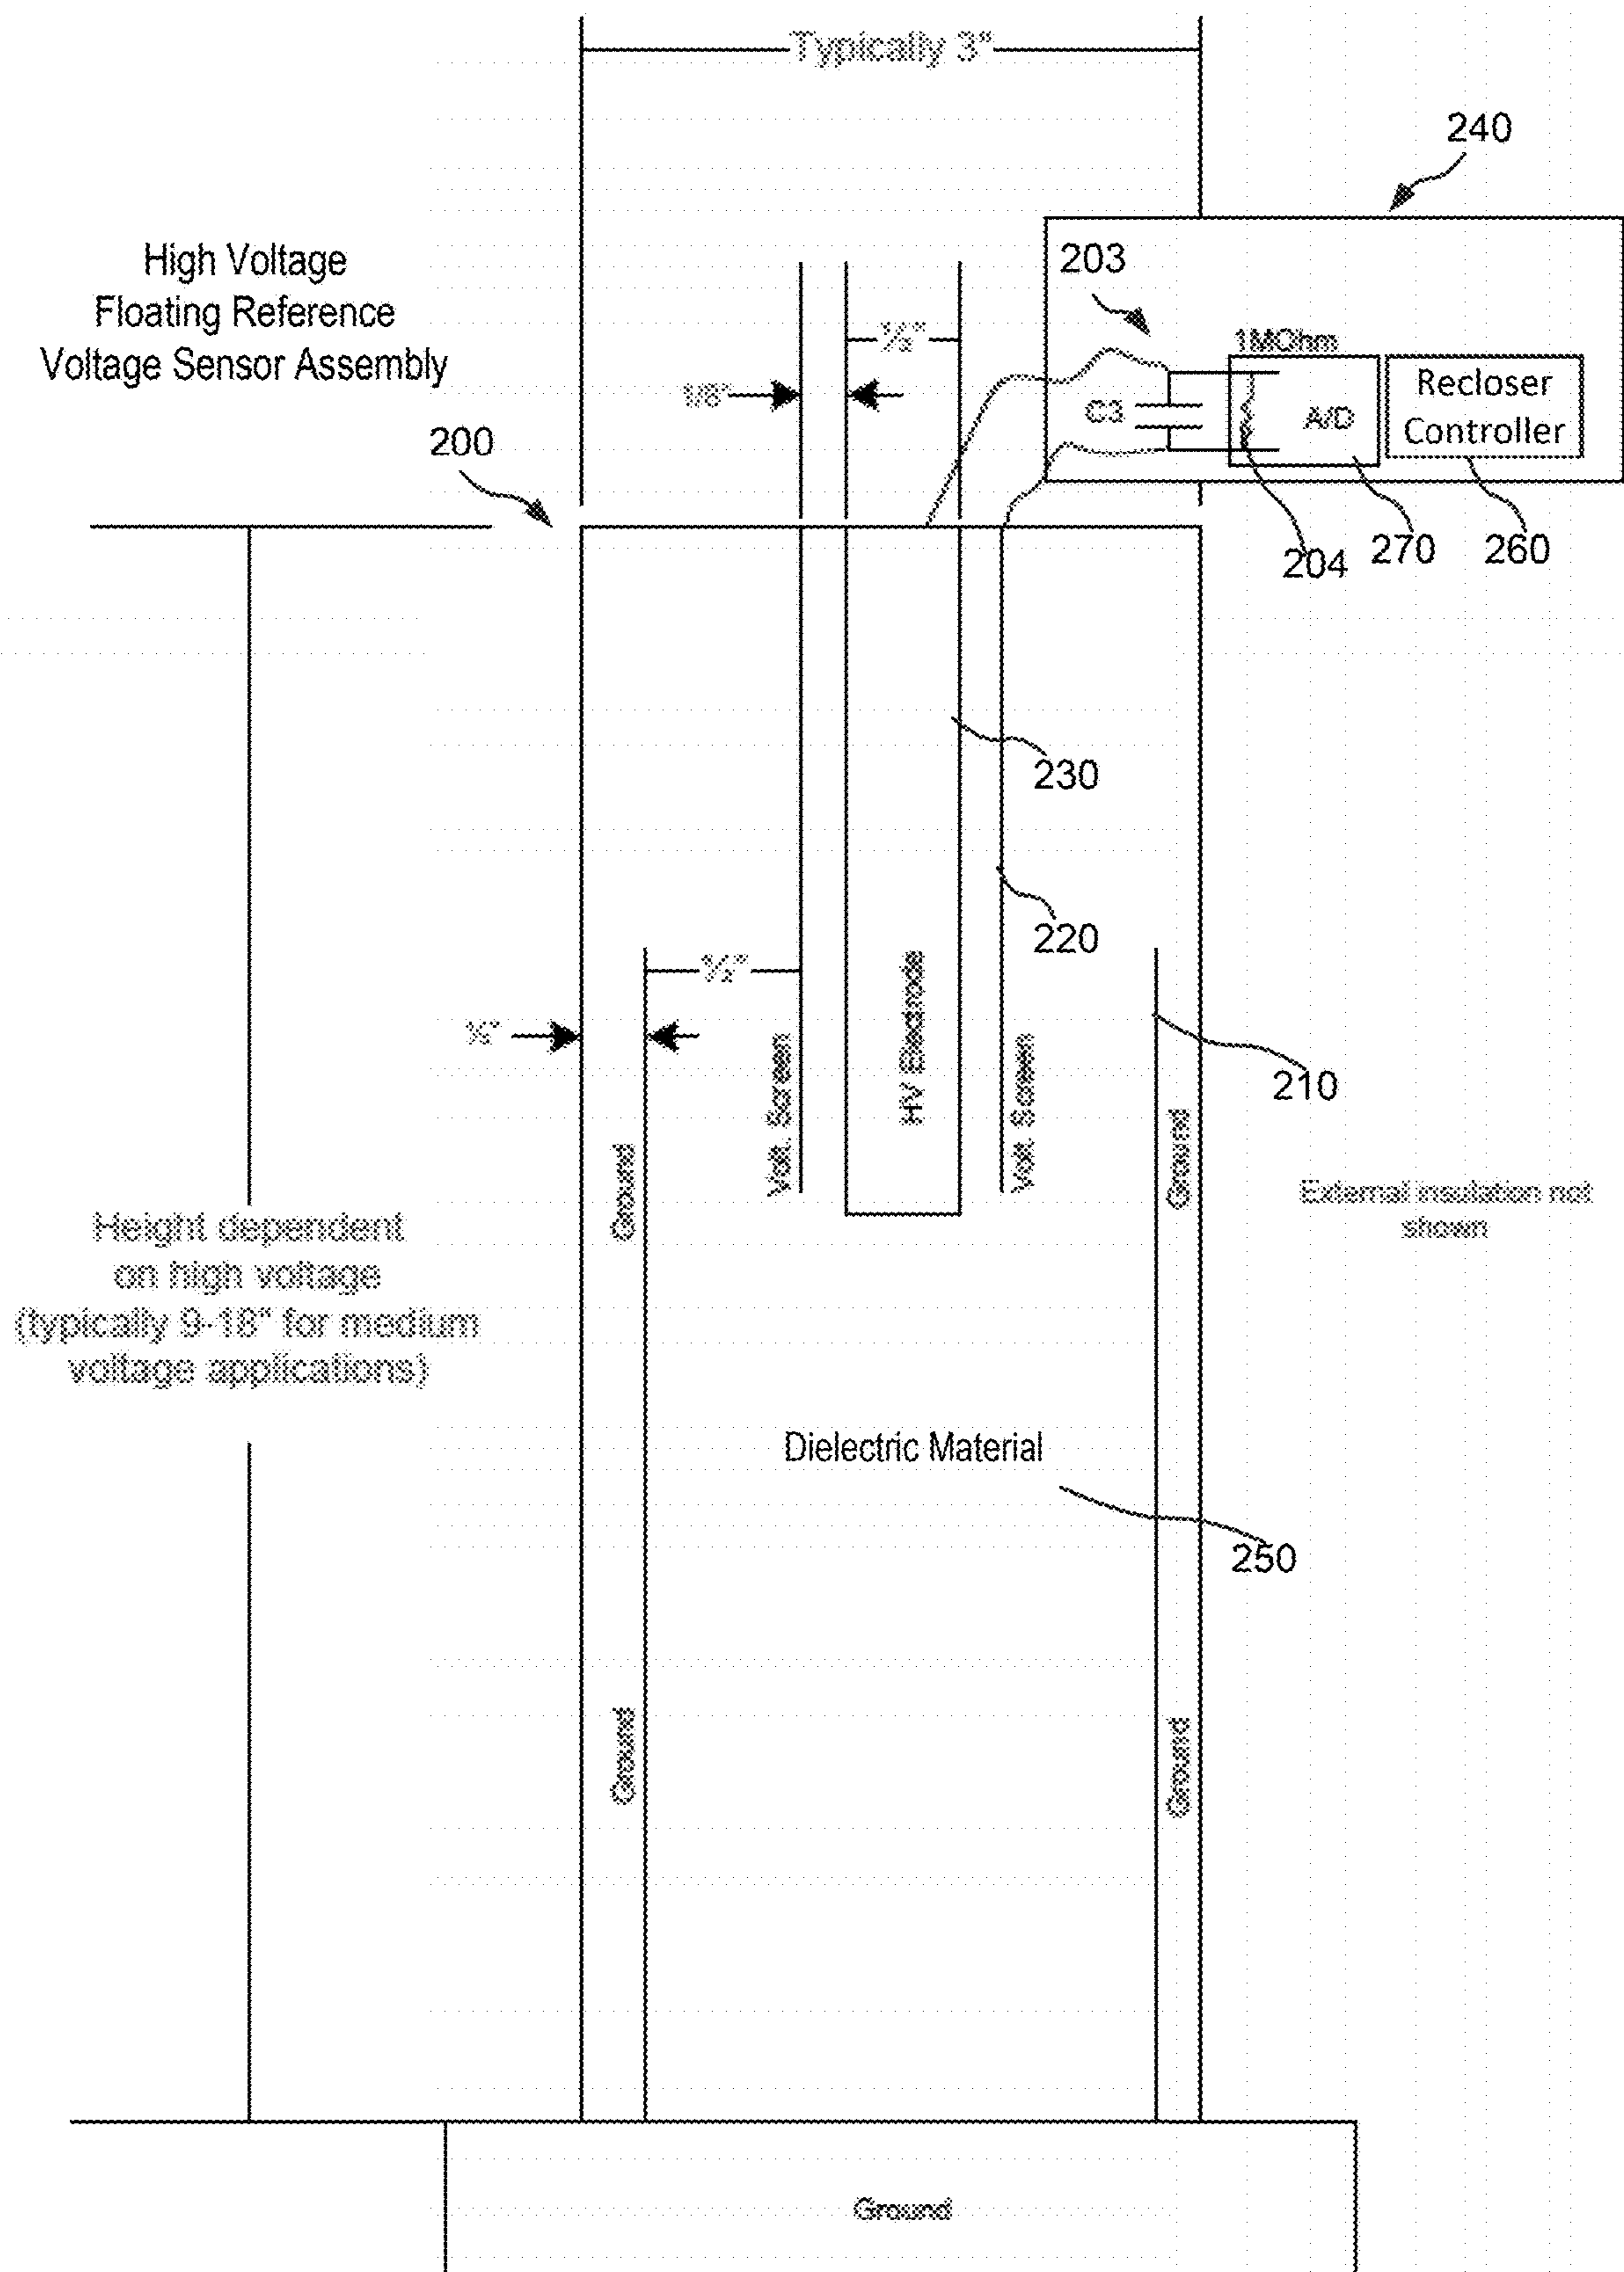 Typically 3"
240
High Voltage
Floating Reference
Voltage Sensor Assembly
203
1MOhm
½"
1/8"
C3
A/D
Recloser
Controller
200
204
270
260
230
220
½"
HV Electrode
Volt. Screen
Volt. Screen
210
Ground
Ground
External insulation not
shown
Height dependent
on high voltage
(typically 9-18" for medium
voltage applications)
Dielectric Material
250
Ground
Ground
Ground